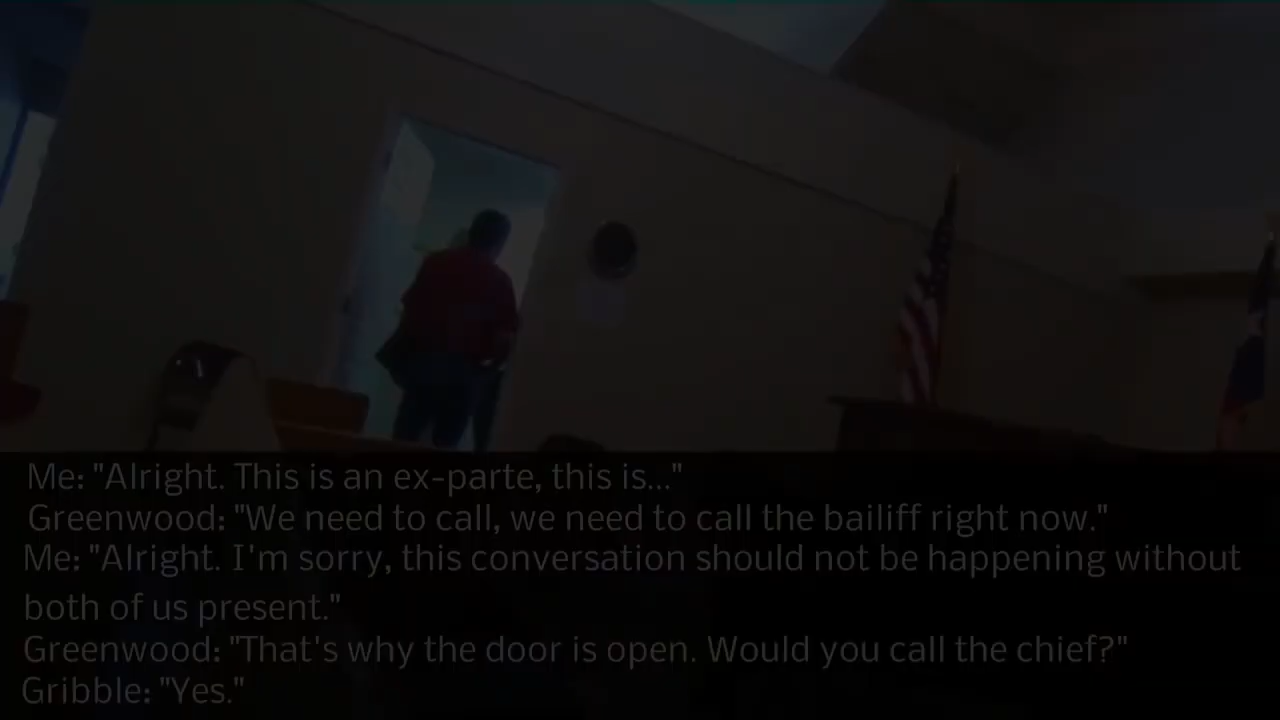 Me: "Alright. This is an ex-parte, this is..."
Greenwood: "We need to call, we need to call the bailiff right now."
Me: "Alright. I'm sorry, this conversation should not be happening without
both of us present."
Greenwood: "That's why the door is open. Would you call the chief?"
Gribble: "Yes."